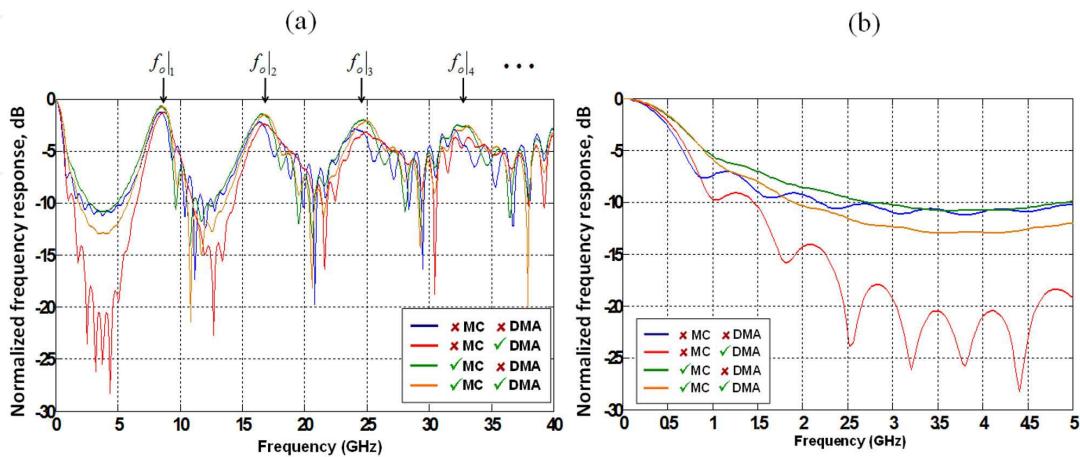 (a)
(b)
fₒ|₁ fₒ|₂ fₒ|₃ fₒ|₄ •••
Normalized frequency response, dB
0
-5
-10
-15
-20
-25
-30
0 5 10 15 20 25 30 35 40
Frequency (GHz)
✗ MC ✗ DMA
✗ MC ✓ DMA
✓ MC ✗ DMA
✓ MC ✓ DMA
Normalized frequency response, dB
0
-5
-10
-15
-20
-25
-30
0 0.5 1 1.5 2 2.5 3 3.5 4 4.5 5
Frequency (GHz)
✗ MC ✗ DMA
✗ MC ✓ DMA
✓ MC ✗ DMA
✓ MC ✓ DMA